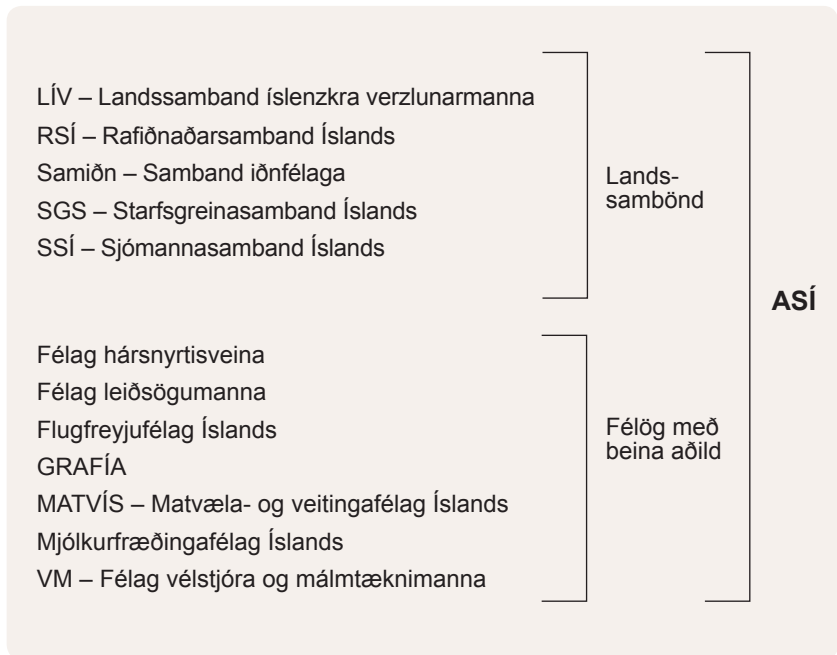 LÍV – Landssamband íslenzkra verzlunarmanna
RSÍ – Rafiðnaðarsamband Íslands
Samiðn – Samband iðnfélaga
SGS – Starfsgreinasamband Íslands
SSÍ – Sjómannasamband Íslands
Lands-
sambönd
ASÍ
Félag hársnyrtisveina
Félag leiðsögumanna
Flugfreyjufélag Íslands
GRAFÍA
MATVÍS – Matvæla- og veitingafélag Íslands
Mjólkurfræðingafélag Íslands
VM – Félag vélstjóra og málmtæknimanna
Félög með
beina aðild